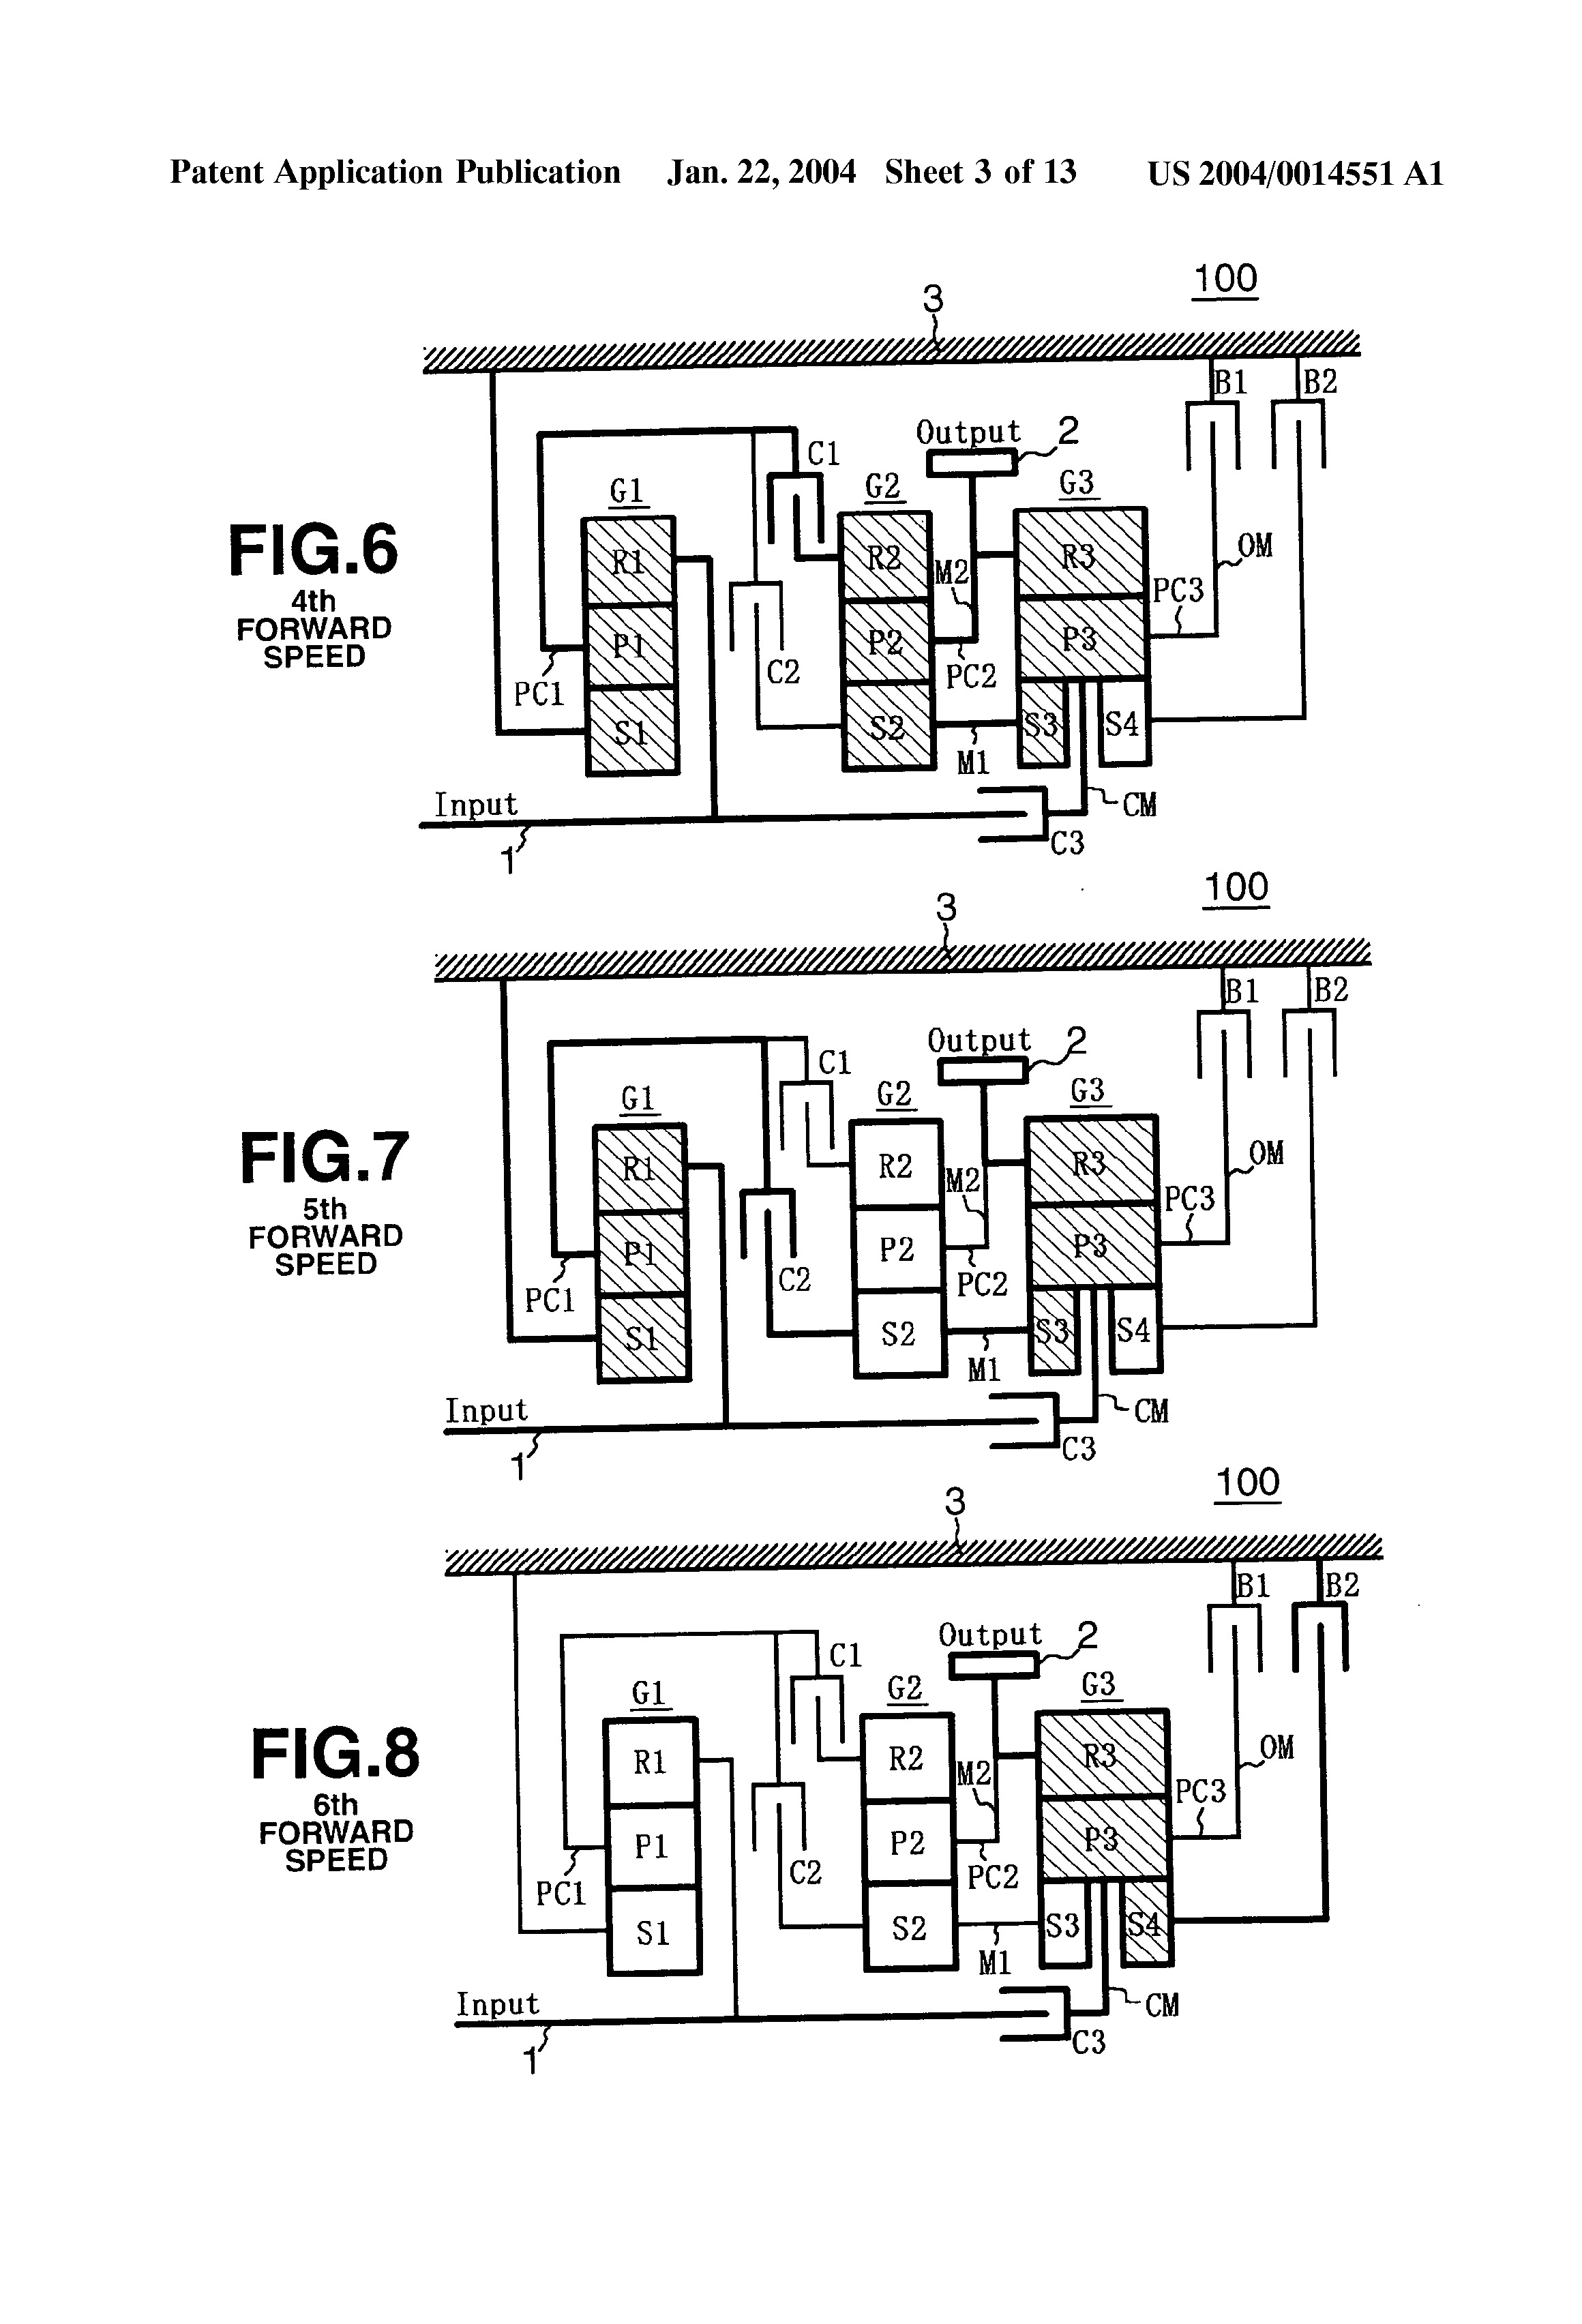 Patent Application Publication Jan. 22, 2004 Sheet 3 of 13 US 2004/0014551 A1
100
3
B1 B2
Output 2
C1
G1 G2 G3
FIG.6
4th
FORWARD
SPEED
R1 R2 R3
M2 OM
PC3
P1 P2 P3
C2 PC2
PC1
S1 S2 S3 S4
M1
Input CM
1 C3
100
3
B1 B2
Output 2
C1
G1 G2 G3
FIG.7
5th
FORWARD
SPEED
R1 R2 R3
M2 OM
PC3
P1 P2 P3
C2 PC2
PC1
S1 S2 S3 S4
M1
Input CM
1 C3
100
3
B1 B2
Output 2
C1
G1 G2 G3
FIG.8
6th
FORWARD
SPEED
R1 R2 R3
M2 OM
PC3
P1 P2 P3
C2 PC2
PC1
S1 S2 S3 S4
M1
Input CM
1 C3